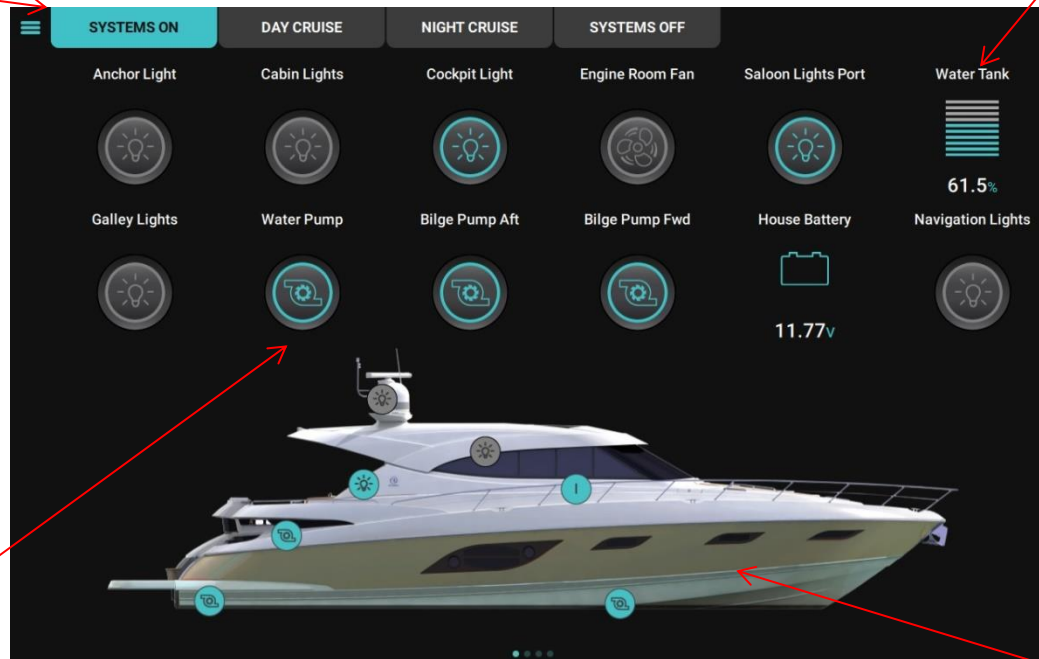 SYSTEMS ON DAY CRUISE NIGHT CRUISE SYSTEMS OFF
Anchor Light Cabin Lights Cockpit Light Engine Room Fan Saloon Lights Port Water Tank
61.5%
Galley Lights Water Pump Bilge Pump Aft Bilge Pump Fwd House Battery Navigation Lights
11.77V